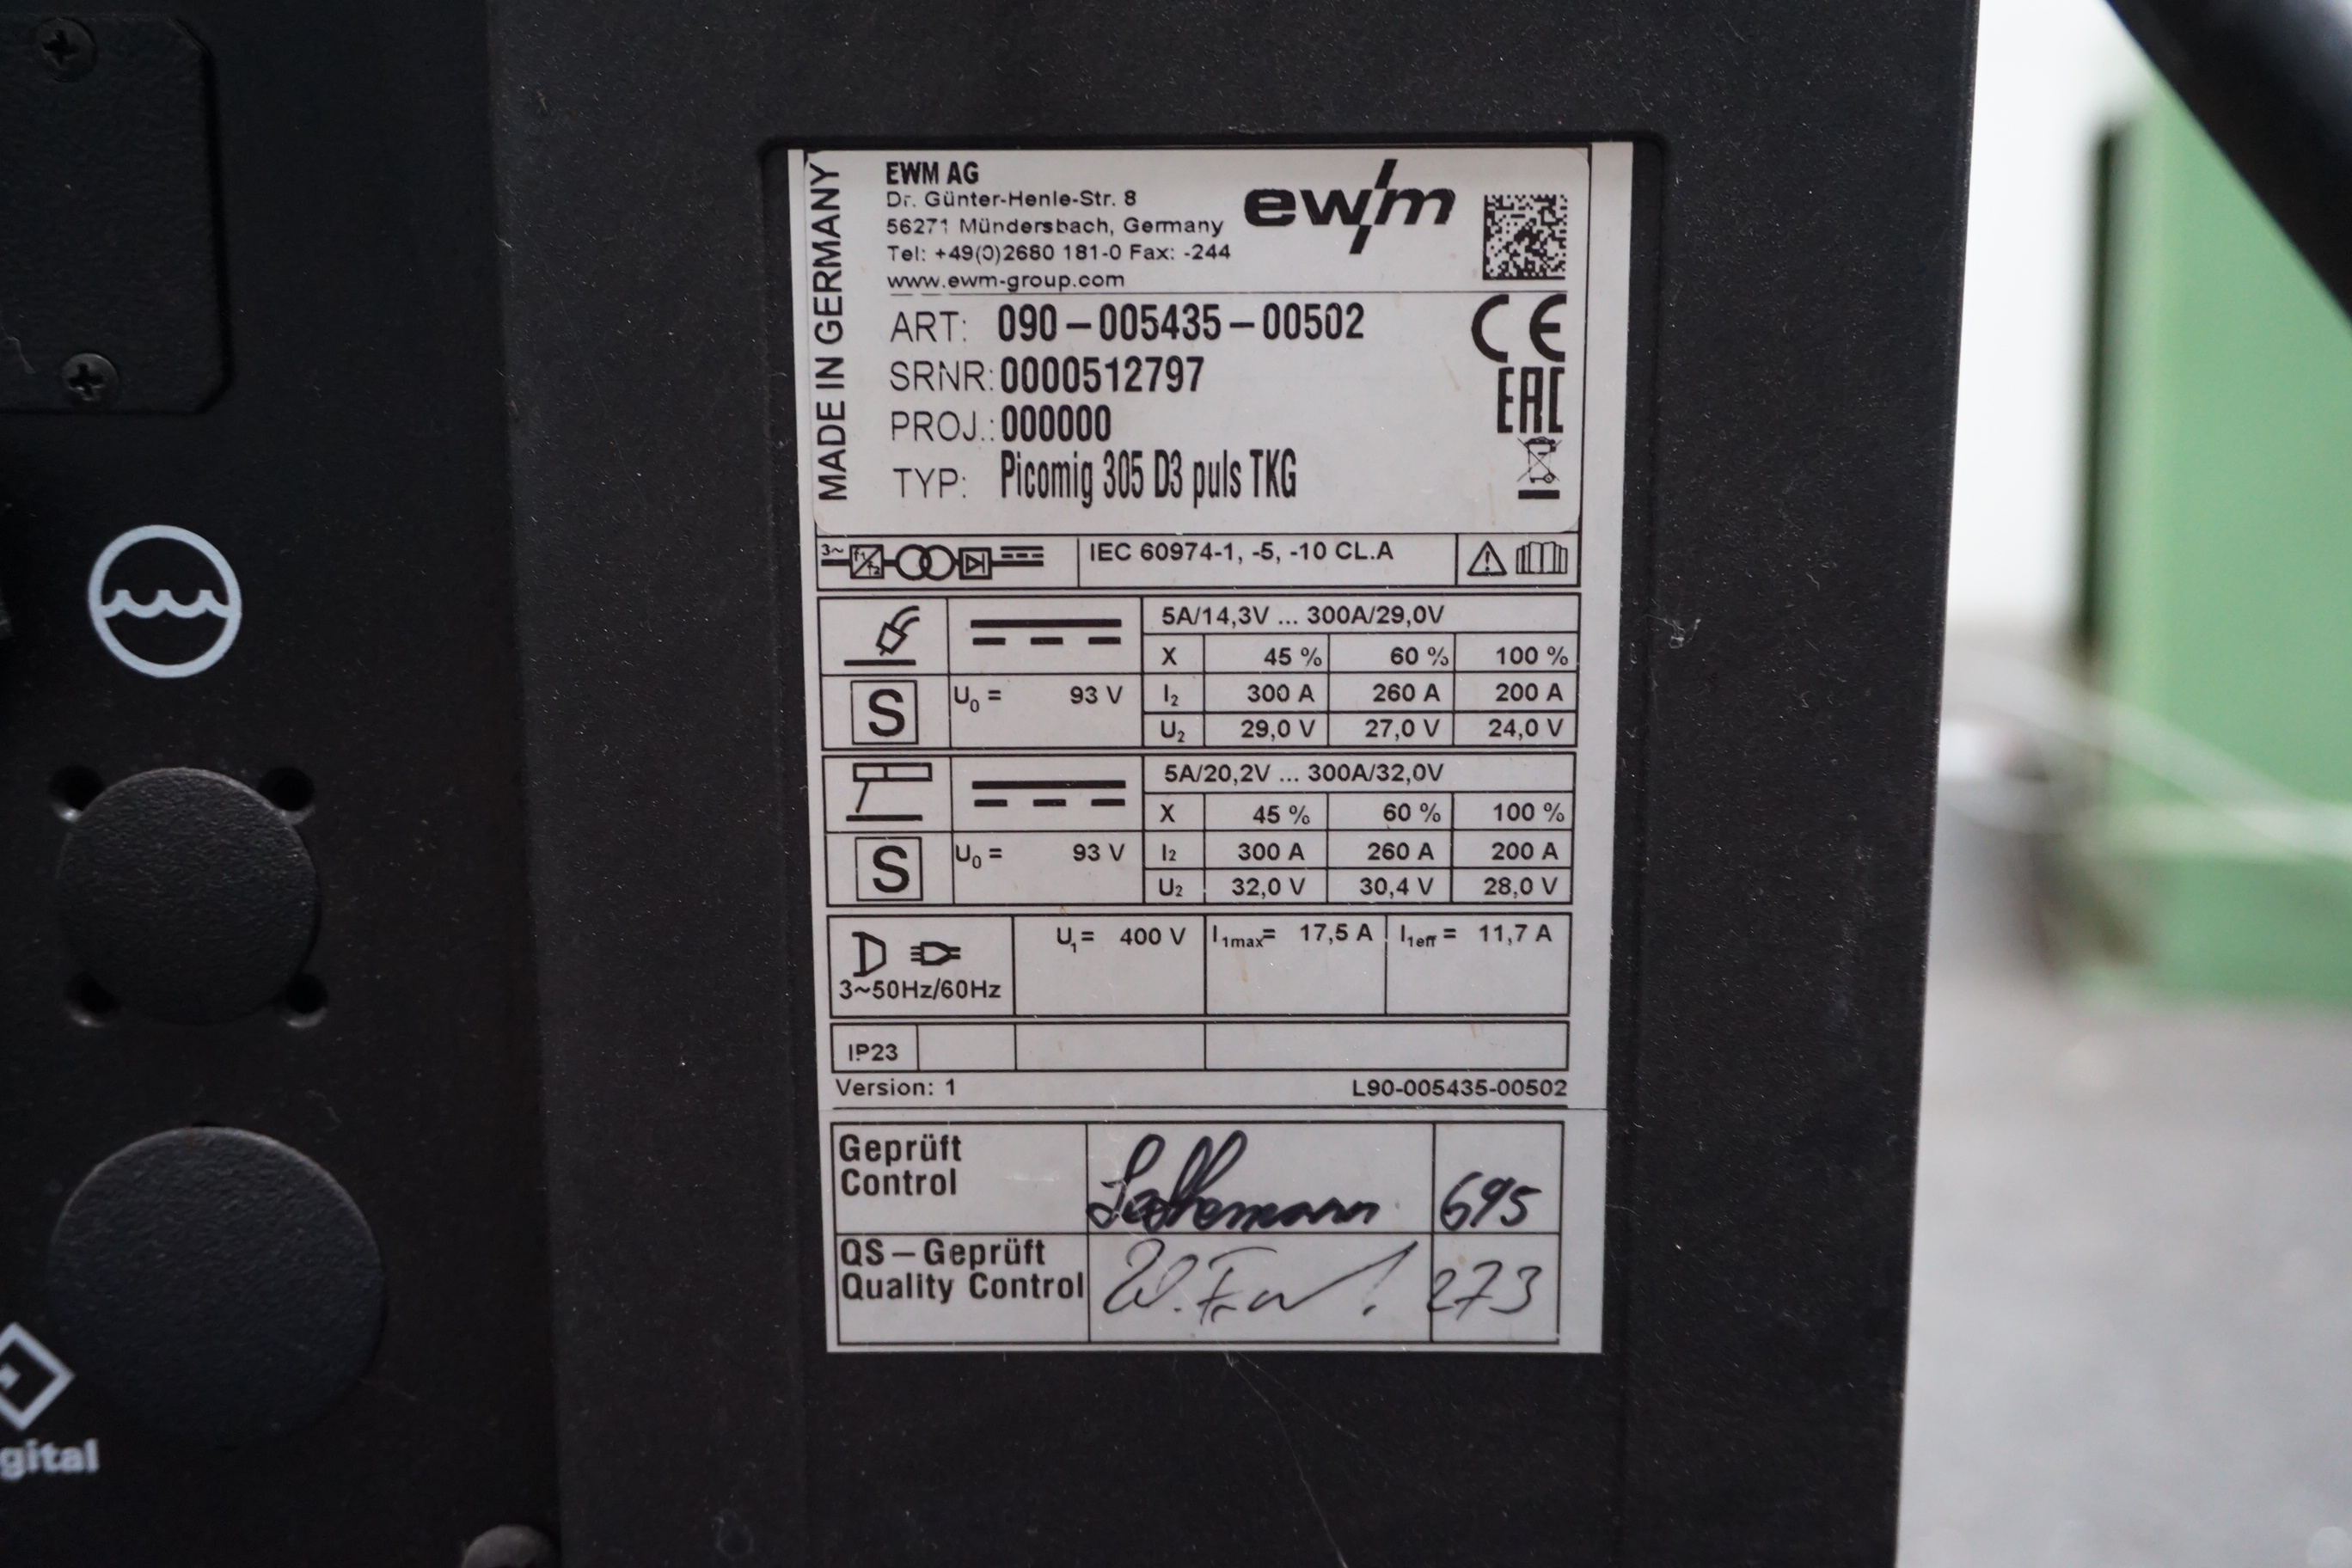 MADE IN GERMANY
EWM AG
Dr. Günter-Henle-Str. 8
56271 Mündersbach, Germany
Tel: +49(0)2680 181-0 Fax: -244
www.ewm-group.com
ewm
ART: 090-005435-00502
CE
SRNR: 0000512797
EAC
PROJ.: 000000
TYP: Picomig 305 D3 puls TKG
3~ f1 f2 IEC 60974-1, -5, -10 CL.A
5A/14,3V ... 300A/29,0V
X 45 % 60 % 100 %
S U0 = 93 V I2 300 A 260 A 200 A
U2 29,0 V 27,0 V 24,0 V
5A/20,2V ... 300A/32,0V
X 45 % 60 % 100 %
S U0 = 93 V I2 300 A 260 A 200 A
U2 32,0 V 30,4 V 28,0 V
U1= 400 V I1max= 17,5 A I1eff = 11,7 A
3~50Hz/60Hz
IP23
Version: 1 L90-005435-00502
Geprüft
Control 695
QS-Geprüft
Quality Control 273
gital